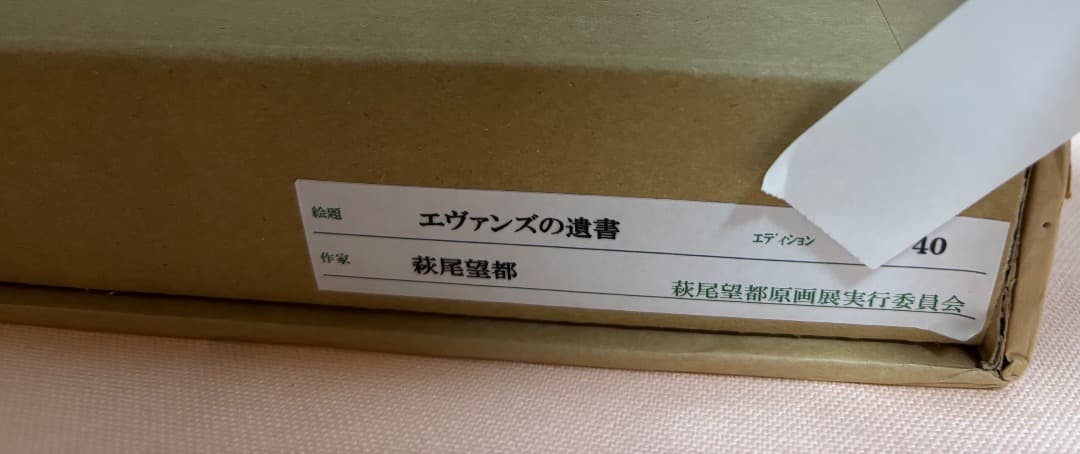 絵題 エヴァンズの遺書 エディション 40
作家 萩尾望都
萩尾望都原画展実行委員会